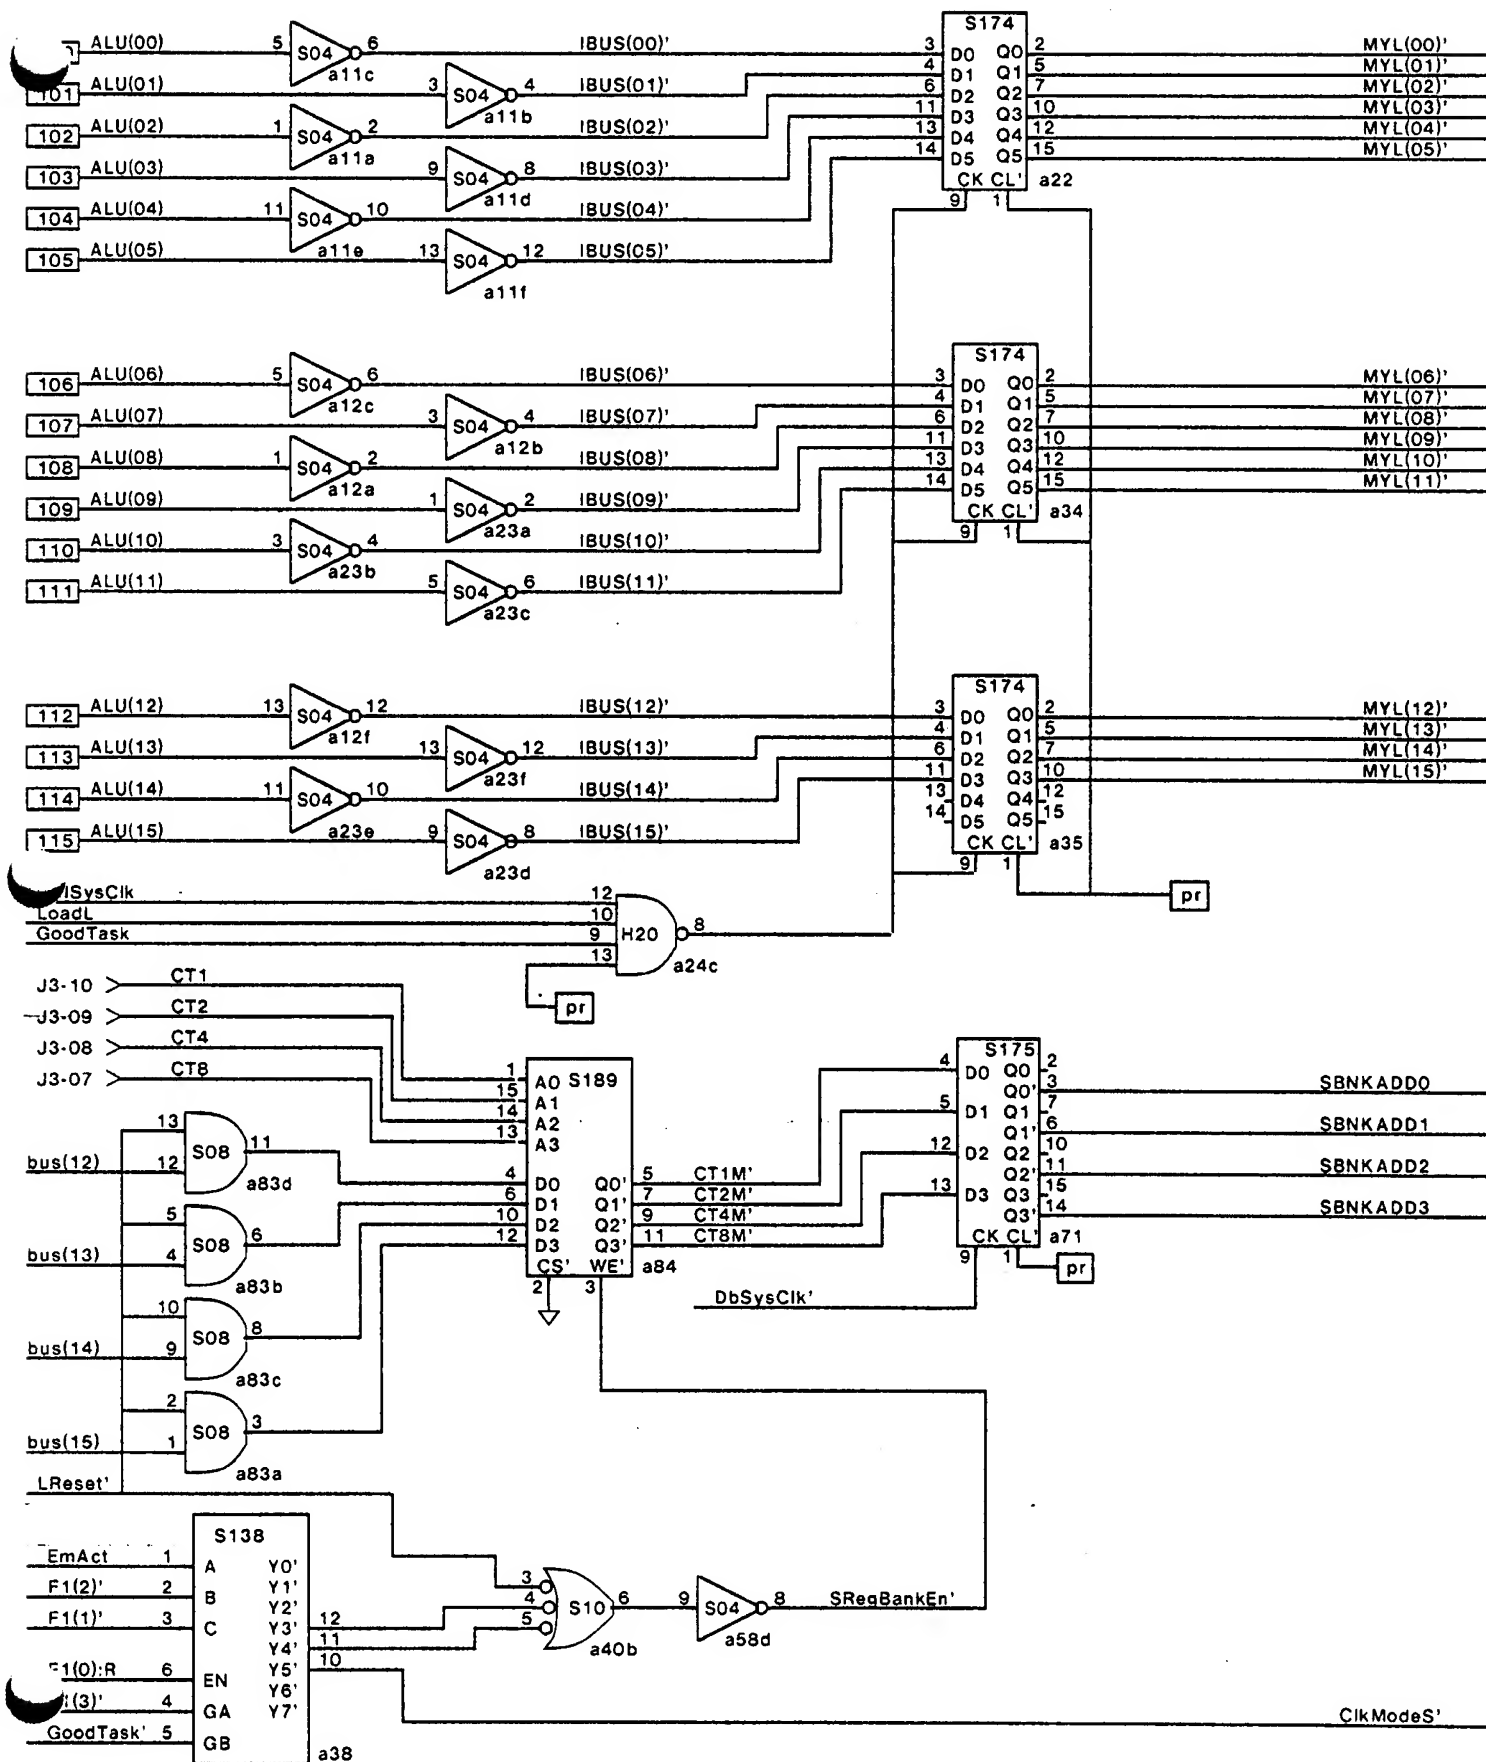 S174
ALU(00) 5 S04 6 IBUS(00)' 3 D0 Q0 2 MYL(00)'
a11c
101 ALU(01) 3 S04 4 IBUS(01)' 4 D1 Q1 5 MYL(01)'
a11b
102 ALU(02) 1 S04 2 IBUS(02)' 6 D2 Q2 7 MYL(02)'
a11a
103 ALU(03) 9 S04 8 IBUS(03)' 11 D3 Q3 10 MYL(03)'
a11d
104 ALU(04) 11 S04 10 IBUS(04)' 13 D4 Q4 12 MYL(04)'
a11e
105 ALU(05) 13 S04 12 IBUS(05)' 14 D5 Q5 15 MYL(05)'
a11f
CK CL' a22
9 1
S174
106 ALU(06) 5 S04 6 IBUS(06)' 3 D0 Q0 2 MYL(06)'
a12c
107 ALU(07) 3 S04 4 IBUS(07)' 4 D1 Q1 5 MYL(07)'
a12b
108 ALU(08) 1 S04 2 IBUS(08)' 6 D2 Q2 7 MYL(08)'
a12a
109 ALU(09) 1 S04 2 IBUS(09)' 11 D3 Q3 10 MYL(09)'
a23a
110 ALU(10) 3 S04 4 IBUS(10)' 13 D4 Q4 12 MYL(10)'
a23b
111 ALU(11) 5 S04 6 IBUS(11)' 14 D5 Q5 15 MYL(11)'
a23c
CK CL' a34
9 1
S174
112 ALU(12) 13 S04 12 IBUS(12)' 3 D0 Q0 2 MYL(12)'
a12f
113 ALU(13) 13 S04 12 IBUS(13)' 4 D1 Q1 5 MYL(13)'
a23f
114 ALU(14) 11 S04 10 IBUS(14)' 6 D2 Q2 7 MYL(14)'
a23e
115 ALU(15) 9 S04 8 IBUS(15)' 11 D3 Q3 10 MYL(15)'
a23d
13 D4 Q4 12
14 D5 Q5 15
CK CL' a35
9 1
pr
lSysClk 12
LoadL 10
GoodTask 9 H20 8
13 a24c
pr
J3-10 CT1
J3-09 CT2
J3-08 CT4
J3-07 CT8
S189
1 A0
15 A1
14 A2
13 A3
4 D0 Q0' 5 CT1M'
6 D1 Q1' 7 CT2M'
10 D2 Q2' 9 CT4M'
12 D3 Q3' 11 CT8M'
CS' WE' a84
2 3
S175
4 D0 Q0 2
Q0' 3 SBNKADD0
5 D1 Q1 7
Q1' 6 SBNKADD1
12 D2 Q2 10
Q2' 11 SBNKADD2
13 D3 Q3 15
Q3' 14 SBNKADD3
CK CL' a71
9 1 pr
DbSysClk'
13 S08 11
bus(12) 12 a83d
5 S08 6
bus(13) 4 a83b
10 S08 8
bus(14) 9 a83c
2 S08 3
bus(15) 1 a83a
LReset'
S138
EmAct 1 A Y0'
F1(2)' 2 B Y1'
Y2'
F1(1)' 3 C Y3' 12
Y4' 11
F1(0):R 6 EN Y5' 10
Y6'
(3)' 4 GA Y7'
GoodTask' 5 GB
a38
3
4 S10 6 9 S04 8 SRegBankEn'
5 a40b a58d
ClkModeS'